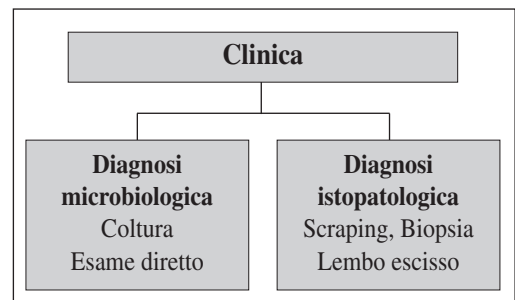 Clinica
Diagnosi
microbiologica
Coltura
Esame diretto
Diagnosi
istopatologica
Scraping, Biopsia
Lembo escisso